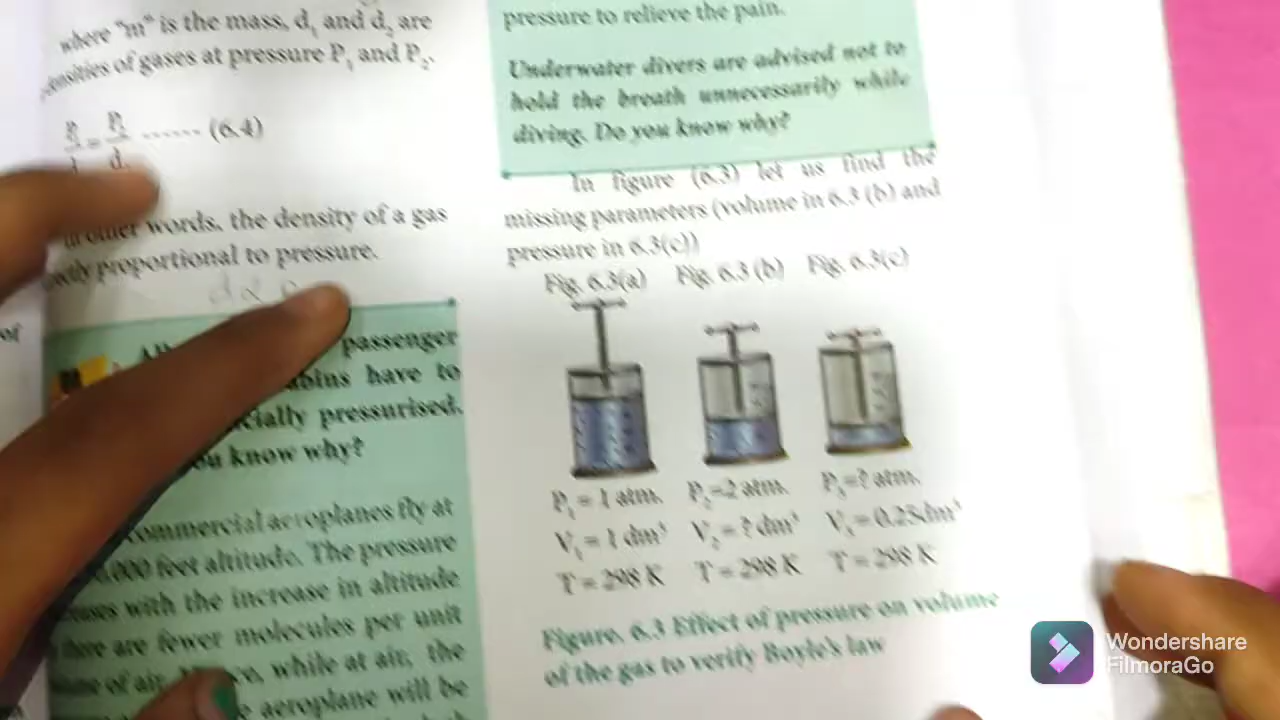 where "m" is the mass, d₁ and d₂ are
of gases at pressure P₁ and P₂.
P₁/ = P₂/d ...... (6.4)
words, the density of a gas
proportional to pressure.
d α
passenger
have to
pressurised.
know why?
commercial aeroplanes fly at
feet altitude. The pressure
with the increase in altitude
there are fewer molecules per unit
of air. while at air, the
aeroplane will be
pressure to relieve the pain.
Underwater divers are advised not to
hold the breath unnecessarily while
diving. Do you know why?
In figure (6.3) let us find the
missing parameters (volume in 6.3 (b) and
pressure in 6.3(c))
Fig. 6.3(a) Fig. 6.3 (b) Fig. 6.3(c)
P₁ = 1 atm. P₂=2 atm. P₃=? atm.
V₁ = 1 dm³ V₂ = ? dm³ V₃ = 0.25dm³
T = 298 K T = 298 K T = 298 K
Figure. 6.3 Effect of pressure on volume
of the gas to verify Boyle's law
of
Wondershare
FilmoraGo